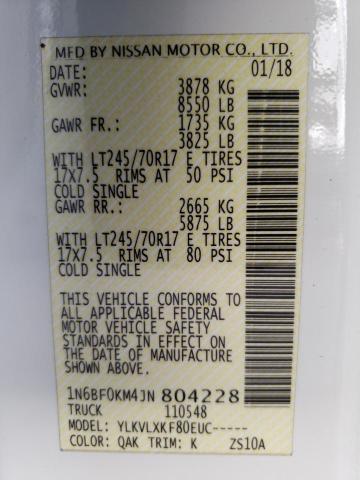 MFD BY NISSAN MOTOR CO., LTD.
DATE: 01/18
GVWR: 3878 KG
8550 LB
GAWR FR.: 1735 KG
3825 LB
WITH LT245/70R17 E TIRES
17x7.5 RIMS AT 50 PSI
COLD SINGLE
GAWR RR.: 2665 KG
5875 LB
WITH LT245/70R17 E TIRES
17x7.5 RIMS AT 80 PSI
COLD SINGLE
THIS VEHICLE CONFORMS TO
ALL APPLICABLE FEDERAL
MOTOR VEHICLE SAFETY
STANDARDS IN EFFECT ON
THE DATE OF MANUFACTURE
SHOWN ABOVE.
1N6BF0KM4JN 804228
TRUCK 110548
MODEL: YLKVLXKF80EUC-----
COLOR: QAK TRIM: K ZS10A